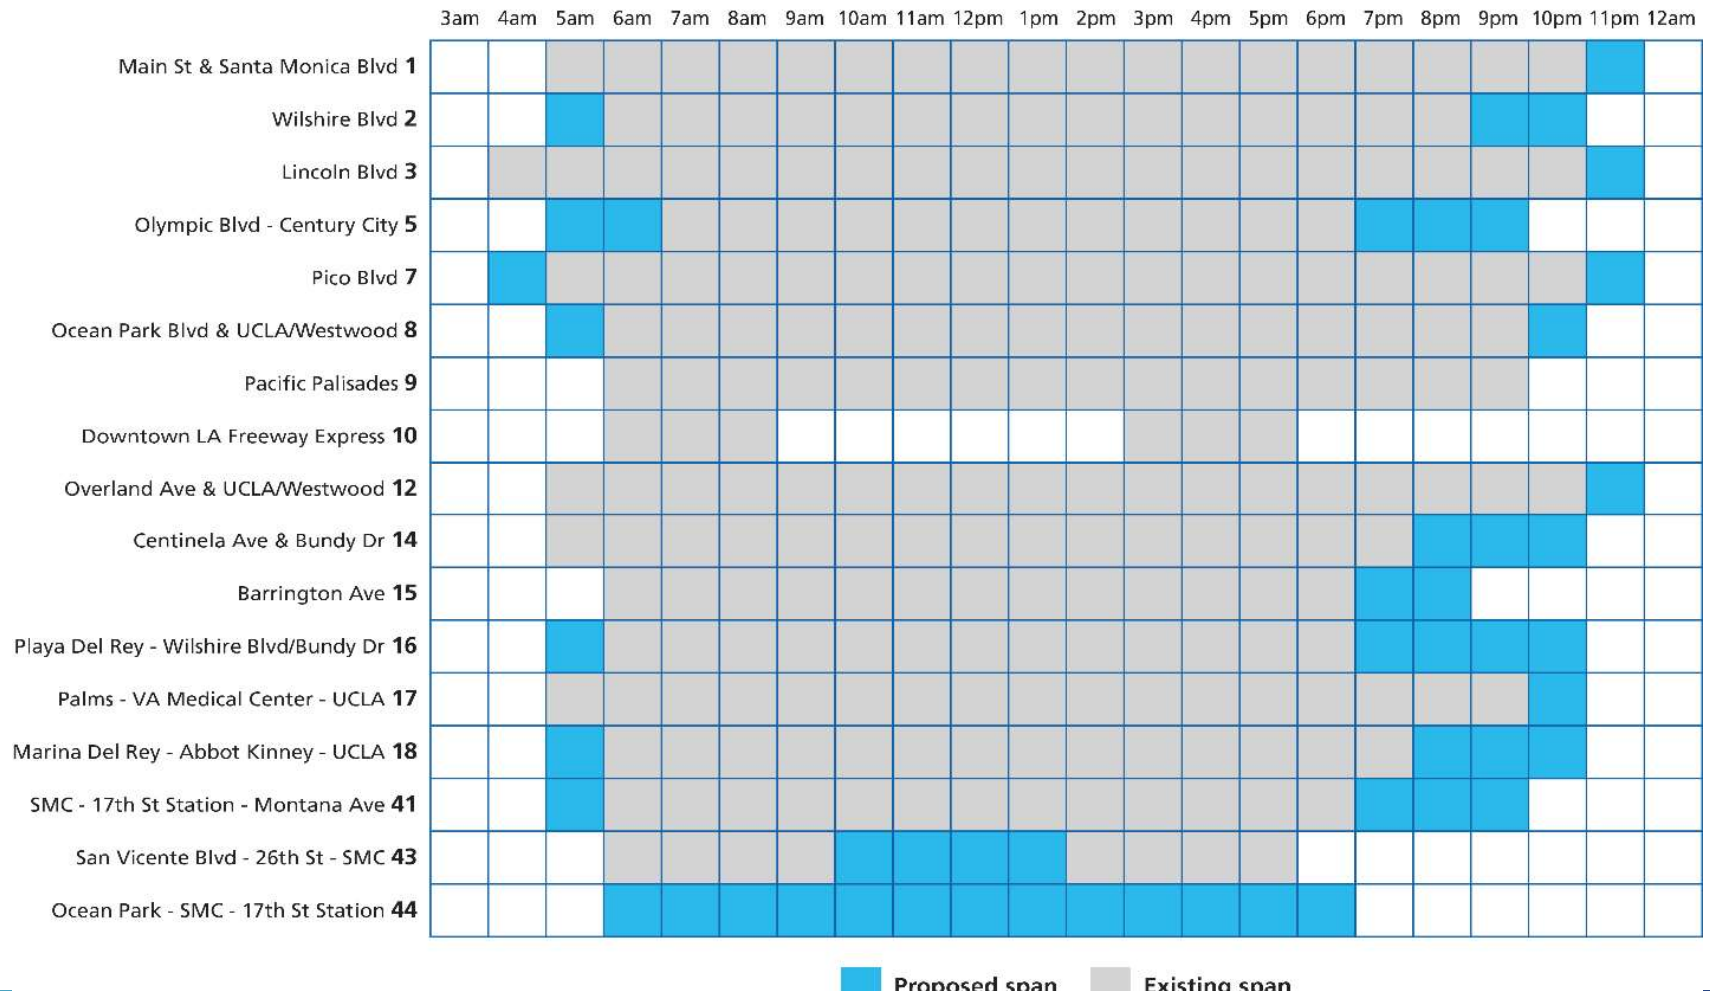 3am 4am 5am 6am 7am 8am 9am 10am 11am 12pm 1pm 2pm 3pm 4pm 5pm 6pm 7pm 8pm 9pm 10pm 11pm 12am
Main St & Santa Monica Blvd 1
Wilshire Blvd 2
Lincoln Blvd 3
Olympic Blvd - Century City 5
Pico Blvd 7
Ocean Park Blvd & UCLA/Westwood 8
Pacific Palisades 9
Downtown LA Freeway Express 10
Overland Ave & UCLA/Westwood 12
Centinela Ave & Bundy Dr 14
Barrington Ave 15
Playa Del Rey - Wilshire Blvd/Bundy Dr 16
Palms - VA Medical Center - UCLA 17
Marina Del Rey - Abbot Kinney - UCLA 18
SMC - 17th St Station - Montana Ave 41
San Vicente Blvd - 26th St - SMC 43
Ocean Park - SMC - 17th St Station 44
Proposed span Existing span